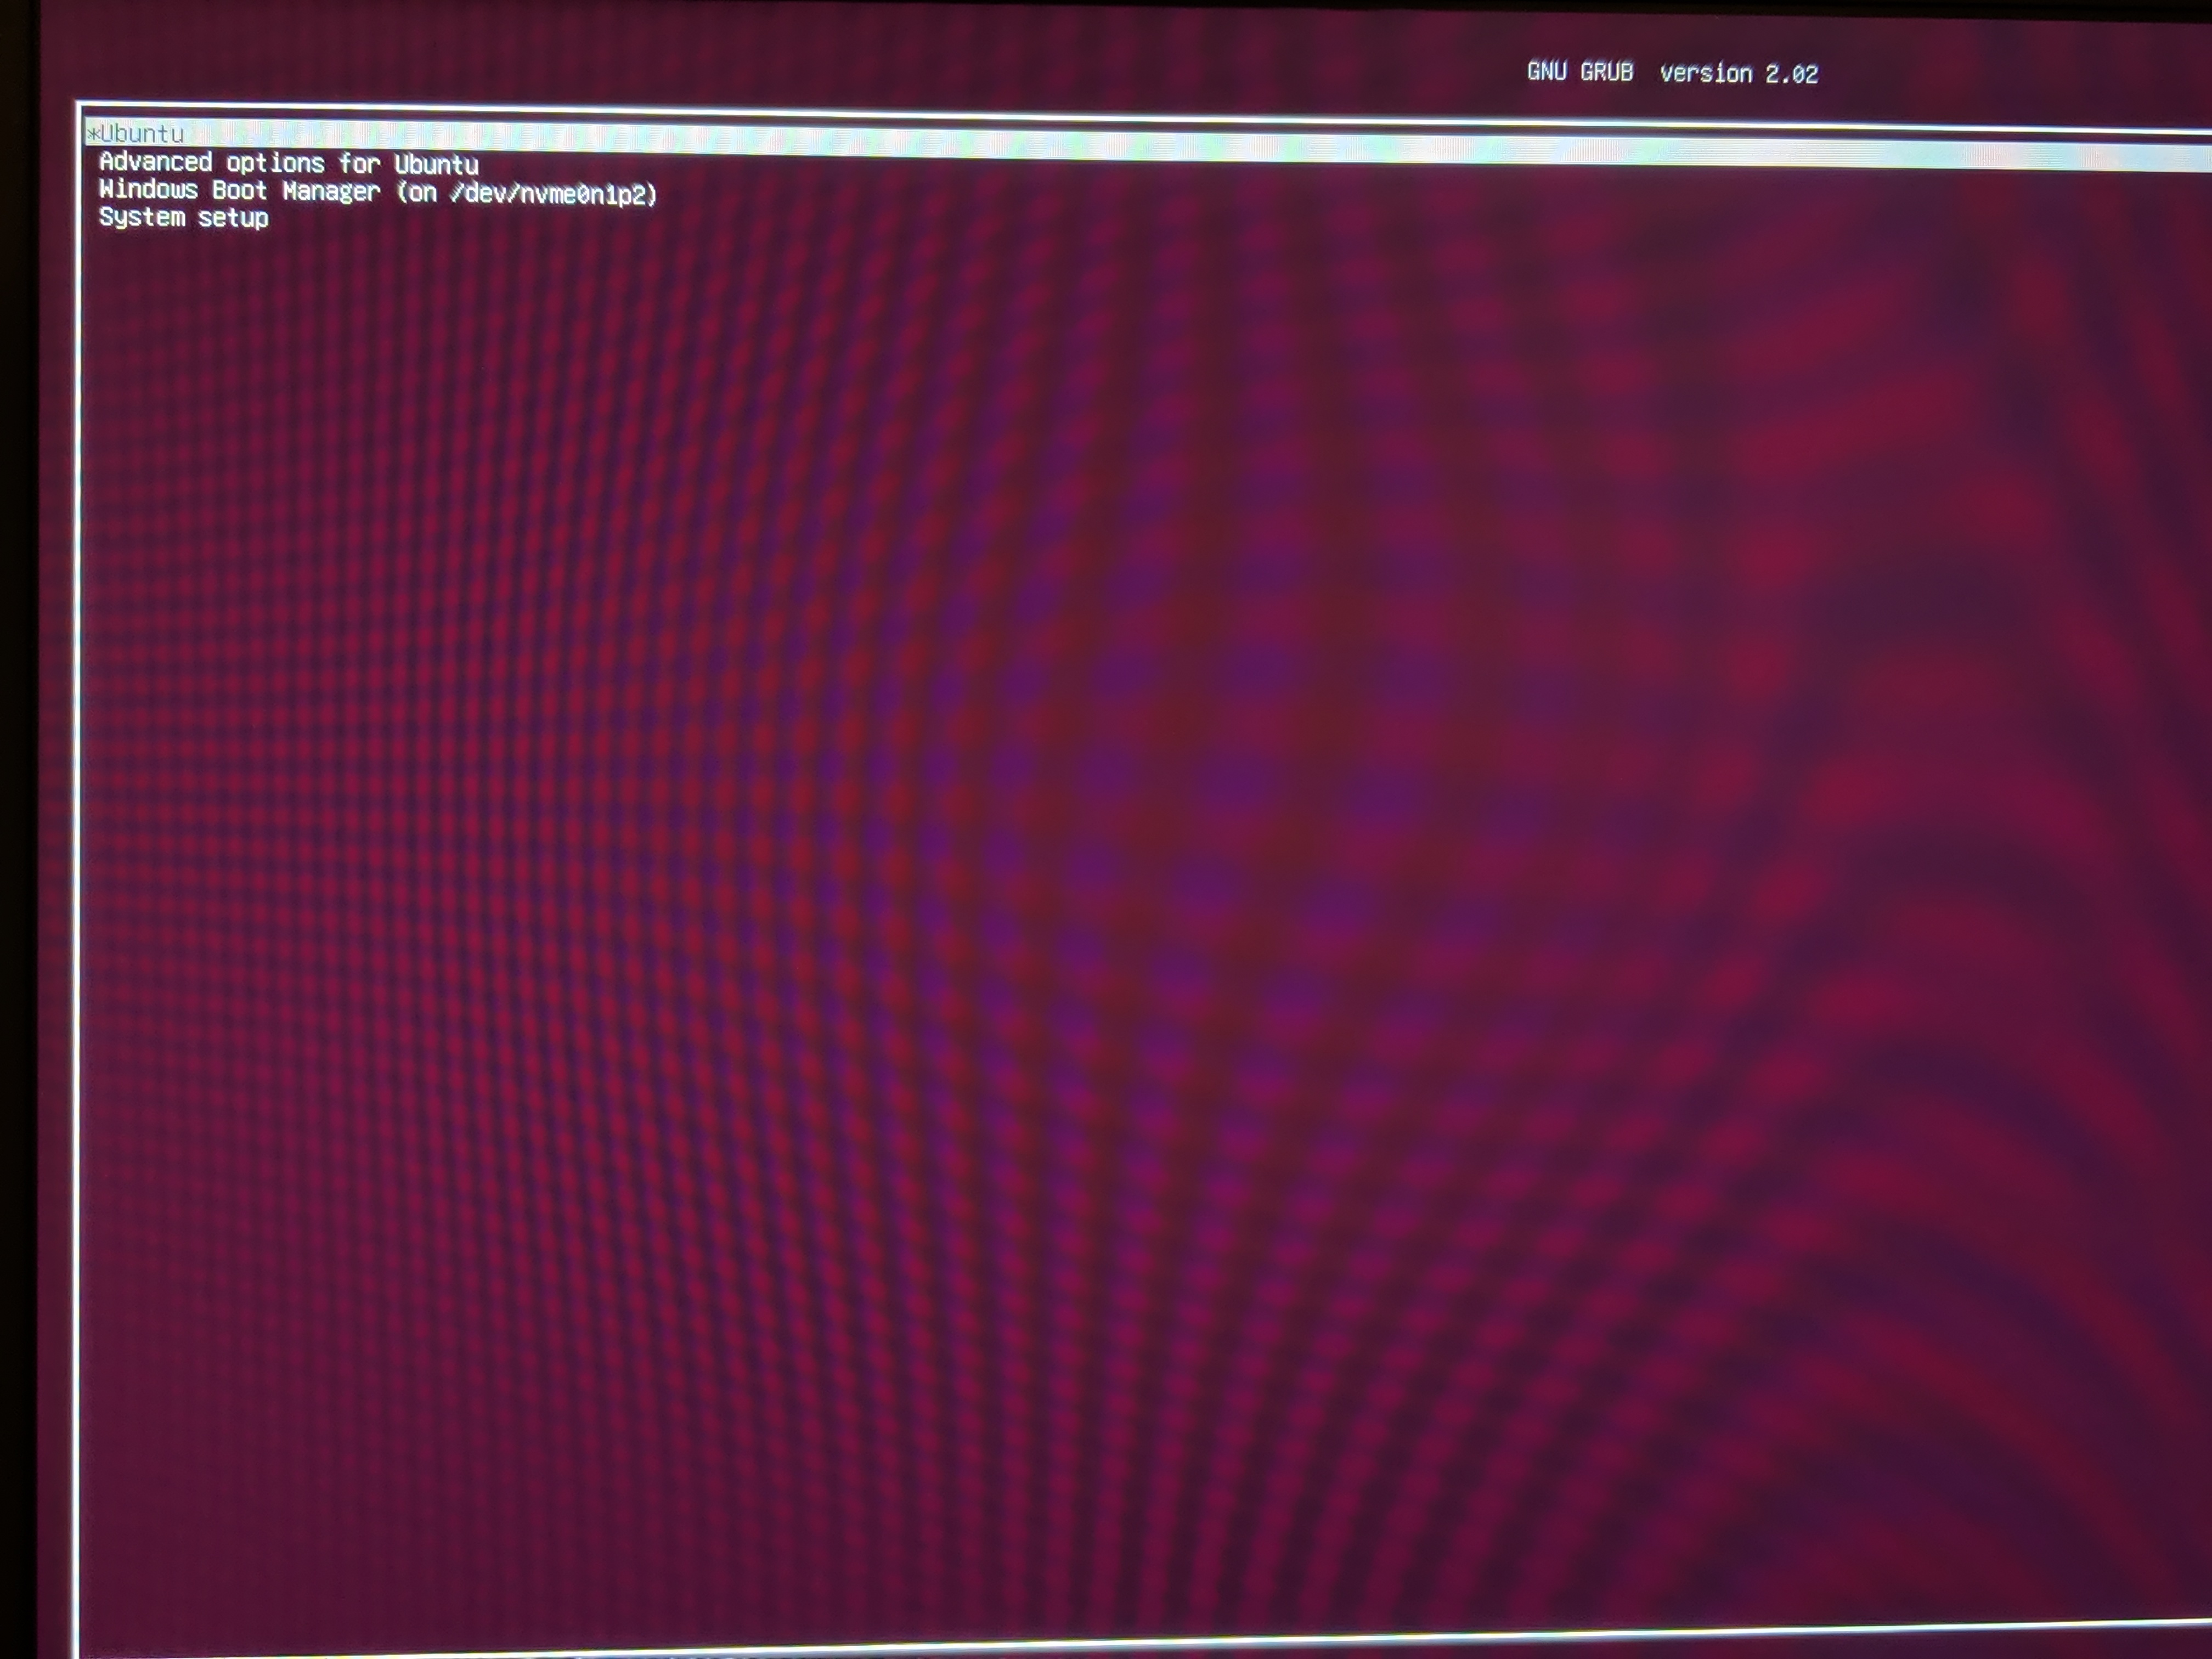 GNU GRUB  version 2.02
*Ubuntu
Advanced options for Ubuntu
Windows Boot Manager (on /dev/nvme0n1p2)
System setup